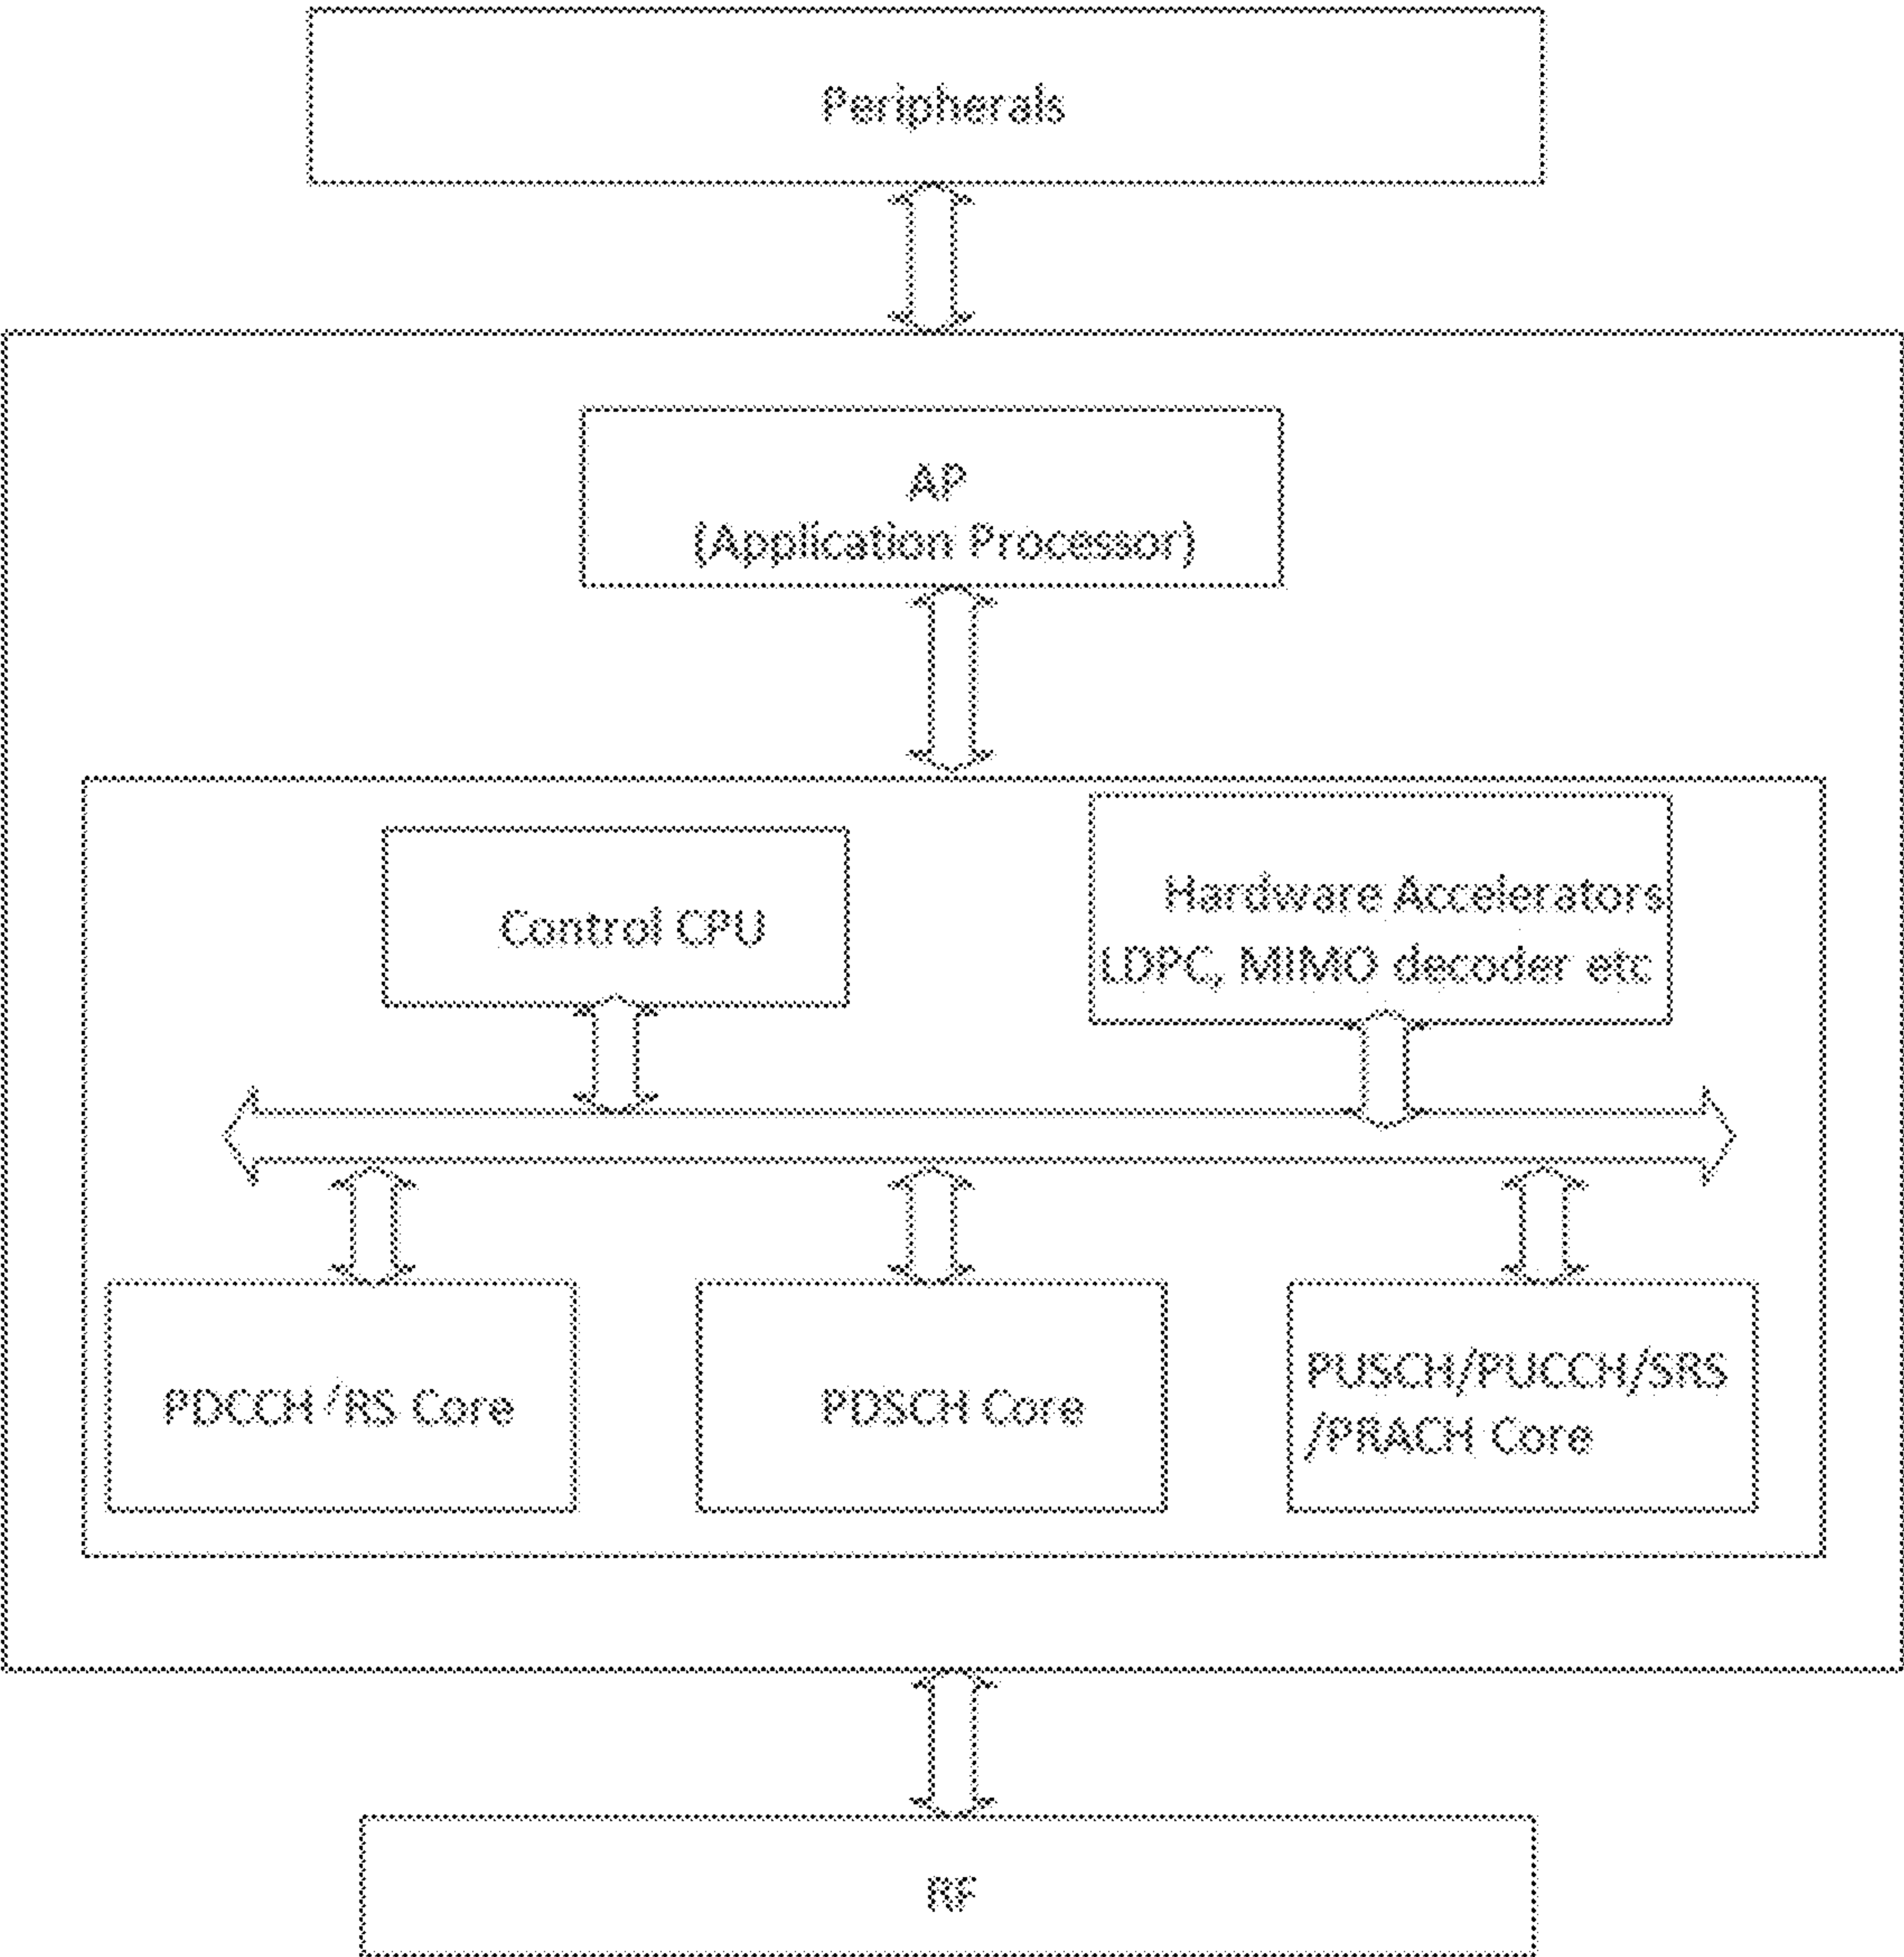 Peripherals
AP
(Application Processor)
Control CPU
Hardware Accelerators
LDPC, MIMO decoder etc
PDCCH /RS Core
PDSCH Core
PUSCH/PUCCH/SRS
/PRACH Core
RF